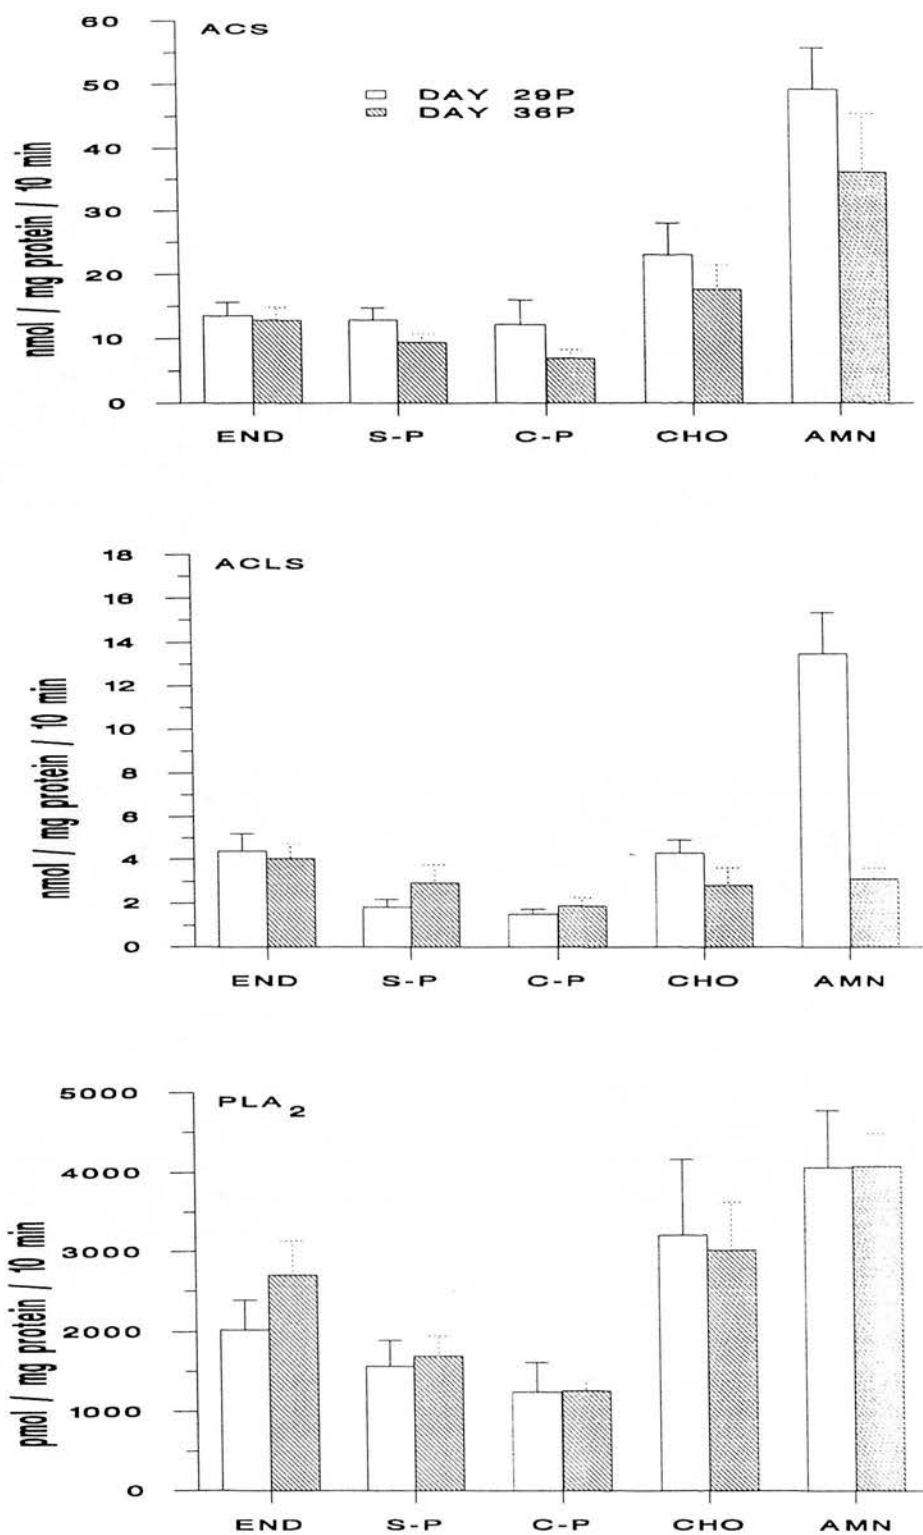 ACS
60
50
40
30
20
10
0
nmol / mg protein / 10 min
DAY 29P
DAY 36P
END S-P C-P CHO AMN
ACLS
18
16
14
12
10
8
6
4
2
0
nmol / mg protein / 10 min
END S-P C-P CHO AMN
PLA2
5000
4000
3000
2000
1000
0
pmol / mg protein / 10 min
END S-P C-P CHO AMN